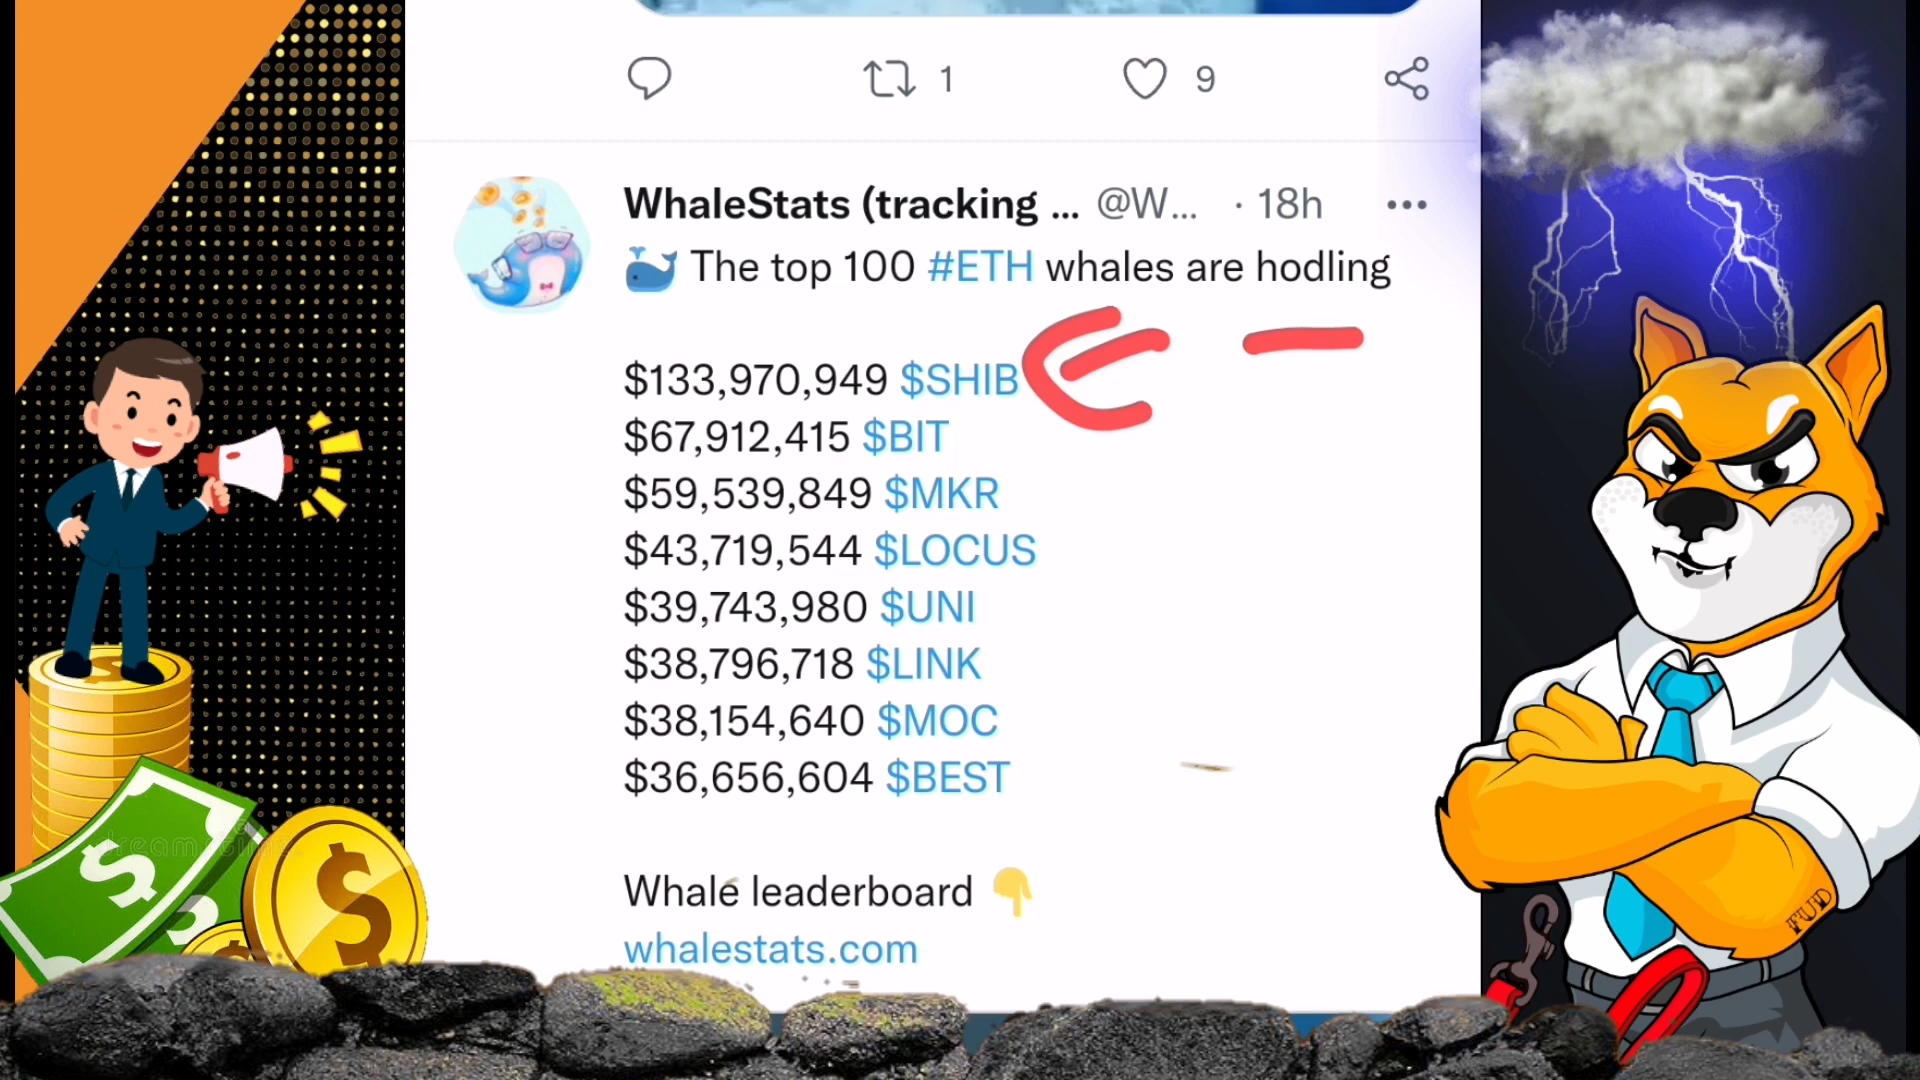 1 9
WhaleStats (tracking ... @W... · 18h
🐳 The top 100 #ETH whales are hodling
$133,970,949 $SHIB
$67,912,415 $BIT
$59,539,849 $MKR
$43,719,544 $LOCUS
$39,743,980 $UNI
$38,796,718 $LINK
$38,154,640 $MOC
$36,656,604 $BEST
Whale leaderboard 👇
whalestats.com
FUD